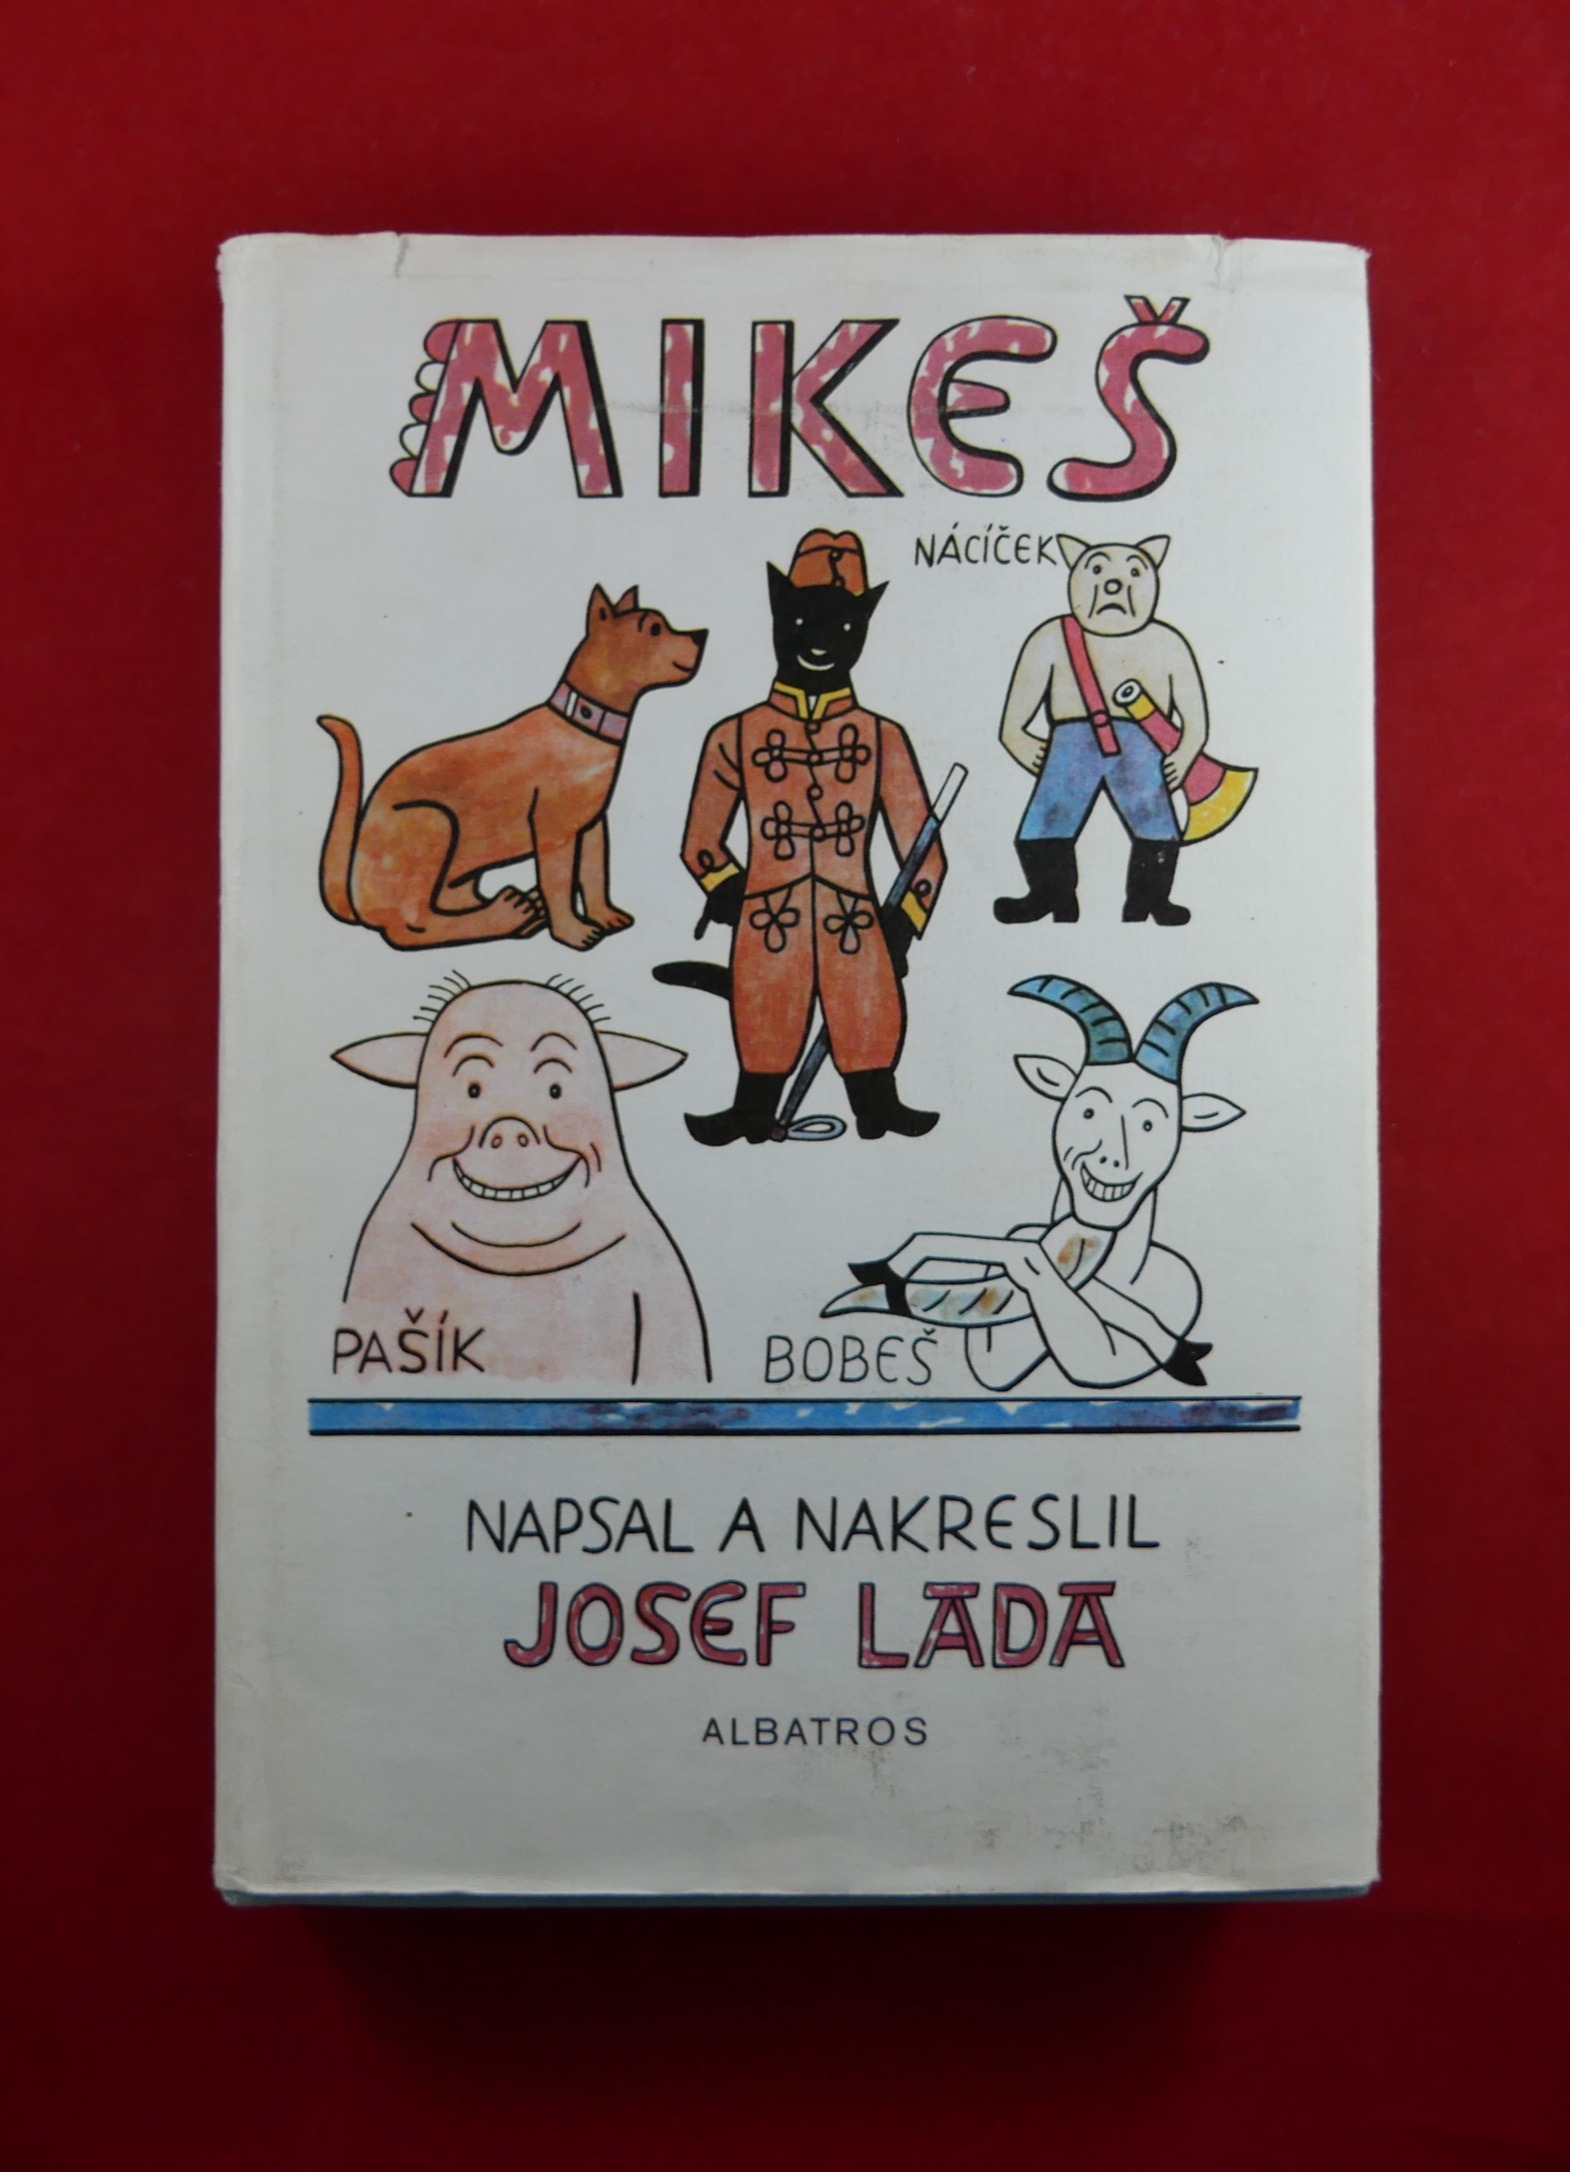 MIKEŠ
NÁCÍČEK
PAŠÍK
BOBEŠ
NAPSAL A NAKRESLIL
JOSEF LADA
ALBATROS